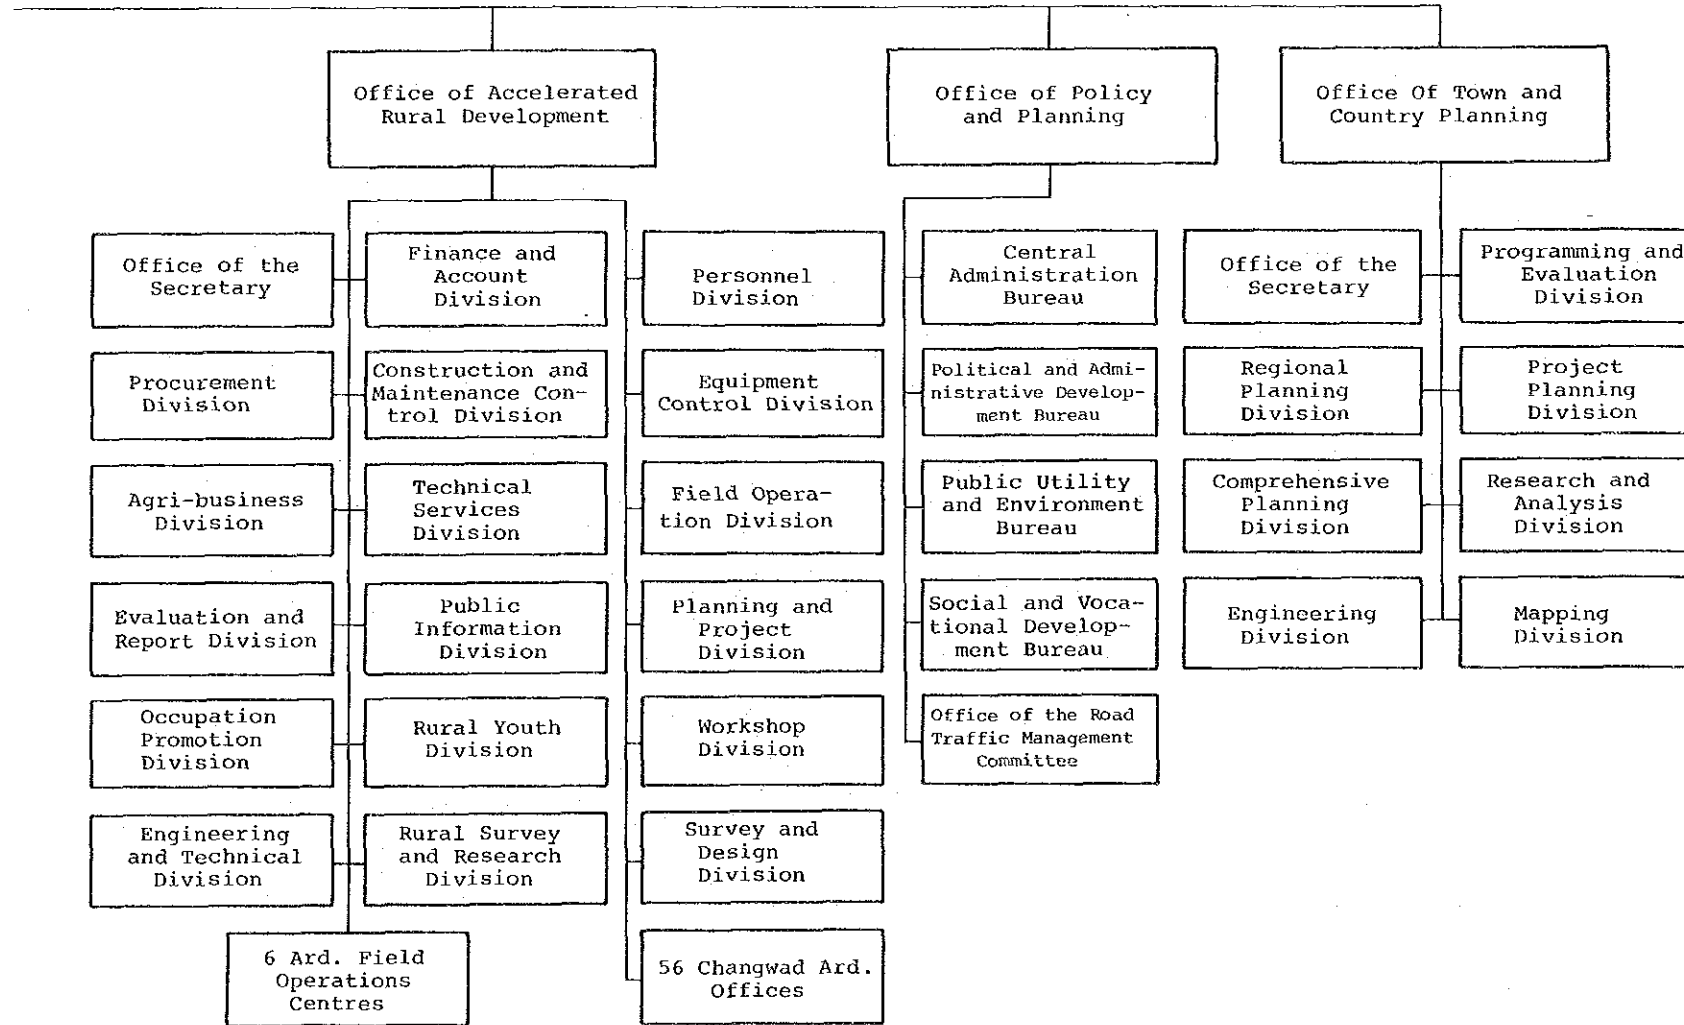 Office of Accelerated
Rural Development
Office of Policy
and Planning
Office Of Town and
Country Planning
Office of the
Secretary
Finance and
Account
Division
Personnel
Division
Central
Administration
Bureau
Office of the
Secretary
Programming and
Evaluation
Division
Procurement
Division
Construction and
Maintenance Con-
trol Division
Equipment
Control Division
Political and Admi-
nistrative Develop-
ment Bureau
Regional
Planning
Division
Project
Planning
Division
Agri-business
Division
Technical
Services
Division
Field Opera-
tion Division
Public Utility
and Environment
Bureau
Comprehensive
Planning
Division
Research and
Analysis
Division
Evaluation and
Report Division
Public
Information
Division
Planning and
Project
Division
Social and Voca-
tional Develop-
ment Bureau
Engineering
Division
Mapping
Division
Occupation
Promotion
Division
Rural Youth
Division
Workshop
Division
Office of the Road
Traffic Management
Committee
Engineering
and Technical
Division
Rural Survey
and Research
Division
Survey and
Design
Division
6 Ard. Field
Operations
Centres
56 Changwad Ard.
Offices